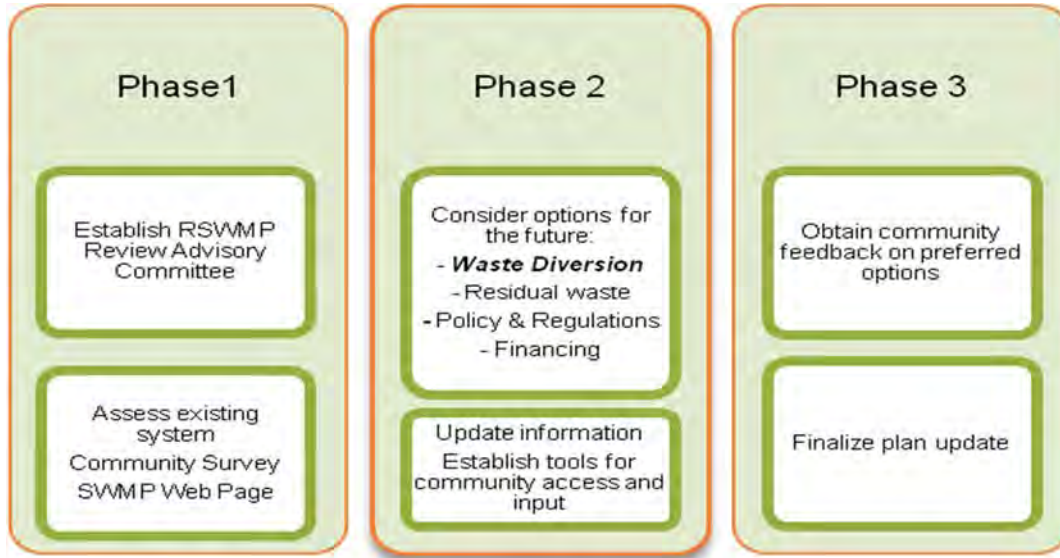 Phase1
Establish RSWMP
Review Advisory
Committee
Assess existing
system
Community Survey
SWMP Web Page
Phase 2
Consider options for
the future:
- Waste Diversion
- Residual waste
- Policy & Regulations
- Financing
Update information
Establish tools for
community access and
input
Phase 3
Obtain community
feedback on preferred
options
Finalize plan update